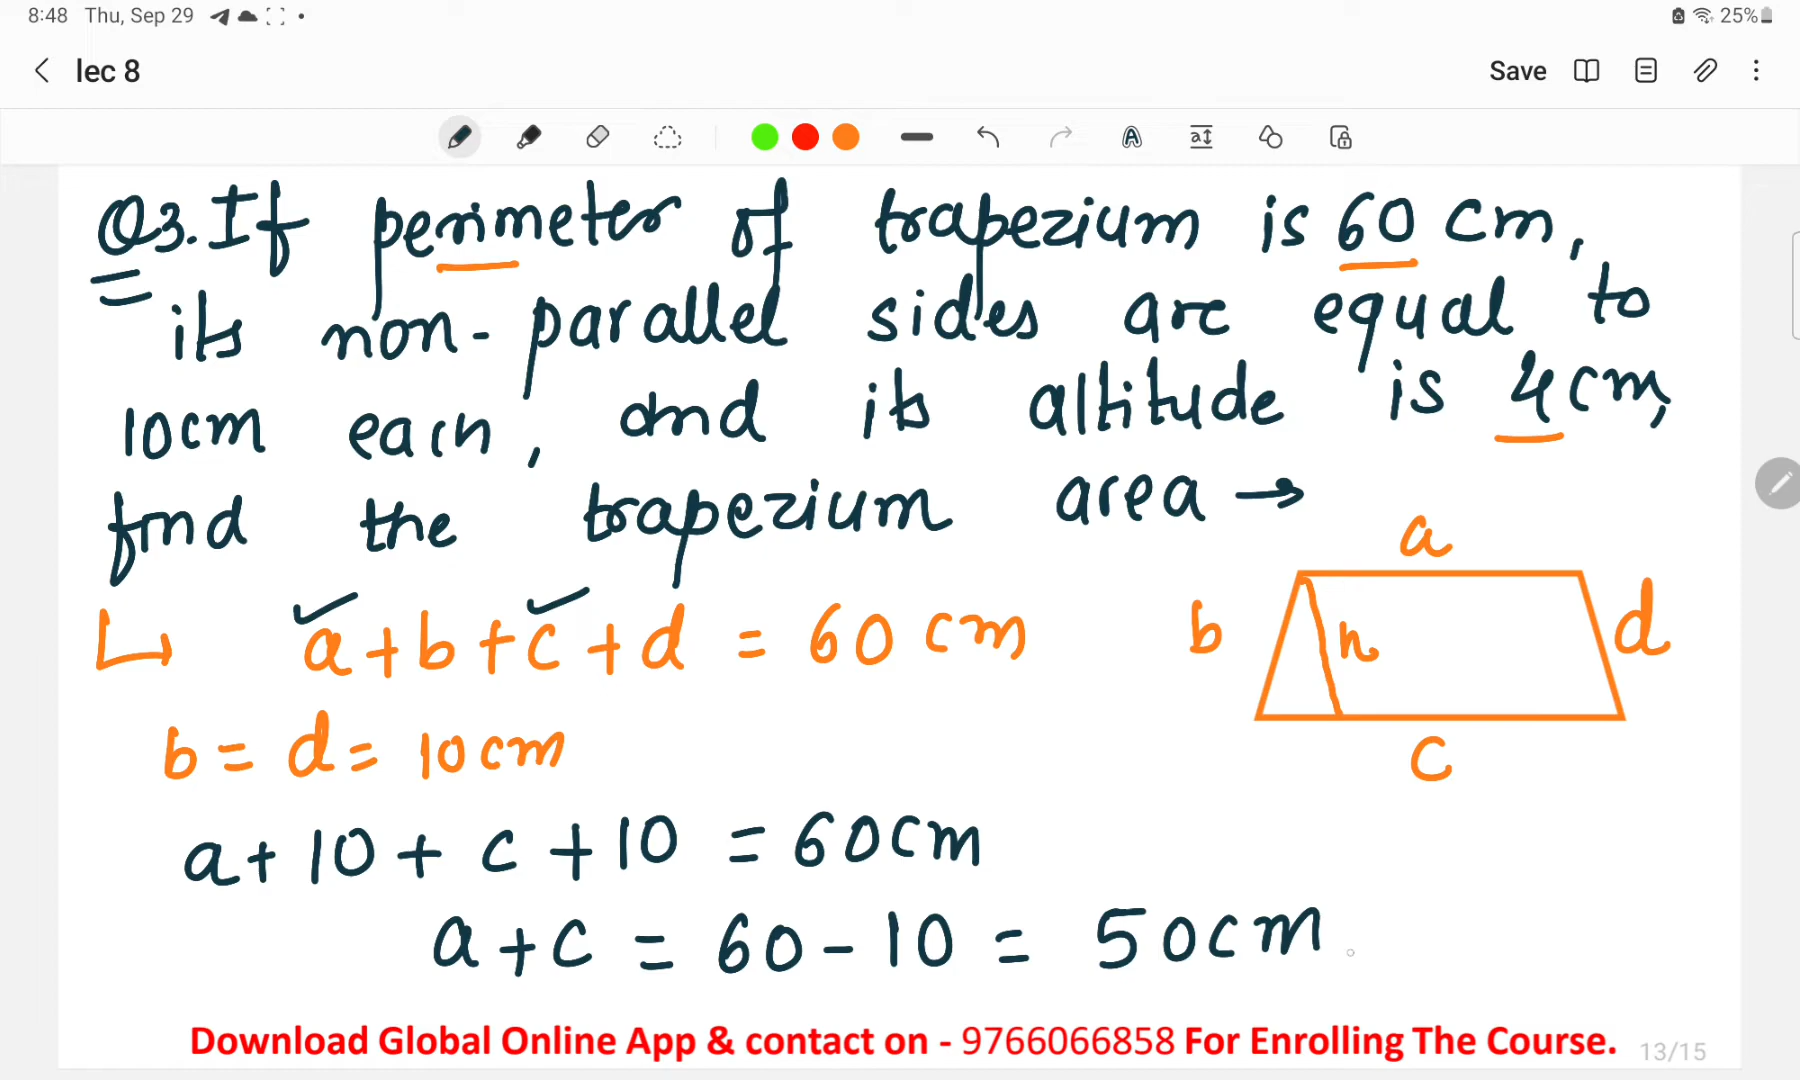 8:48 Thu, Sep 29
25%
lec 8
Save
Q3. If perimeter of trapezium is 60 cm,
its non-parallel sides are equal to
10cm each, and its altitude is 4cm,
find the trapezium area →
a
b h d
c
a+b+c+d = 60 cm
b = d = 10cm
a + 10 + c + 10 = 60cm
a + c = 60 - 10 = 50cm
Download Global Online App & contact on - 9766066858 For Enrolling The Course.
13/15